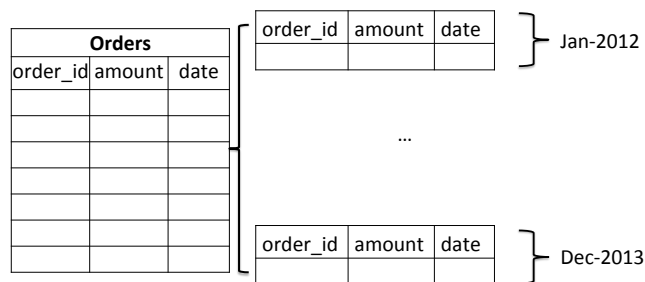 Orders
order_id amount date
order_id amount date
Jan-2012
...
order_id amount date
Dec-2013